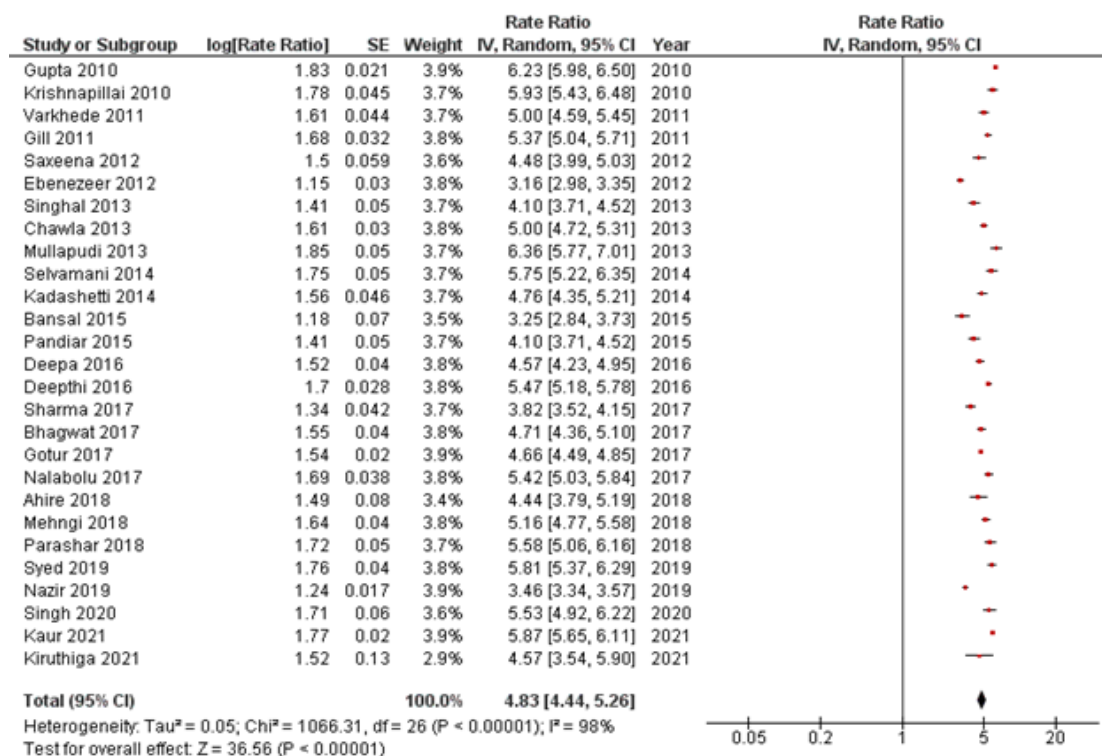 Rate Ratio Rate Ratio
Study or Subgroup log[Rate Ratio] SE Weight IV, Random, 95% CI Year IV, Random, 95% CI
Gupta 2010 1.83 0.021 3.9% 6.23 [5.98, 6.50] 2010
Krishnapillai 2010 1.78 0.045 3.7% 5.93 [5.43, 6.48] 2010
Varkhede 2011 1.61 0.044 3.7% 5.00 [4.59, 5.45] 2011
Gill 2011 1.68 0.032 3.8% 5.37 [5.04, 5.71] 2011
Saxeena 2012 1.5 0.059 3.6% 4.48 [3.99, 5.03] 2012
Ebenezeer 2012 1.15 0.03 3.8% 3.16 [2.98, 3.35] 2012
Singhal 2013 1.41 0.05 3.7% 4.10 [3.71, 4.52] 2013
Chawla 2013 1.61 0.03 3.8% 5.00 [4.72, 5.31] 2013
Mullapudi 2013 1.85 0.05 3.7% 6.36 [5.77, 7.01] 2013
Selvamani 2014 1.75 0.05 3.7% 5.75 [5.22, 6.35] 2014
Kadashetti 2014 1.56 0.046 3.7% 4.76 [4.35, 5.21] 2014
Bansal 2015 1.18 0.07 3.5% 3.25 [2.84, 3.73] 2015
Pandiar 2015 1.41 0.05 3.7% 4.10 [3.71, 4.52] 2015
Deepa 2016 1.52 0.04 3.8% 4.57 [4.23, 4.95] 2016
Deepthi 2016 1.7 0.028 3.8% 5.47 [5.18, 5.78] 2016
Sharma 2017 1.34 0.042 3.7% 3.82 [3.52, 4.15] 2017
Bhagwat 2017 1.55 0.04 3.8% 4.71 [4.36, 5.10] 2017
Gotur 2017 1.54 0.02 3.9% 4.66 [4.49, 4.85] 2017
Nalabolu 2017 1.69 0.038 3.8% 5.42 [5.03, 5.84] 2017
Ahire 2018 1.49 0.08 3.4% 4.44 [3.79, 5.19] 2018
Mehngi 2018 1.64 0.04 3.8% 5.16 [4.77, 5.58] 2018
Parashar 2018 1.72 0.05 3.7% 5.58 [5.06, 6.16] 2018
Syed 2019 1.76 0.04 3.8% 5.81 [5.37, 6.29] 2019
Nazir 2019 1.24 0.017 3.9% 3.46 [3.34, 3.57] 2019
Singh 2020 1.71 0.06 3.6% 5.53 [4.92, 6.22] 2020
Kaur 2021 1.77 0.02 3.9% 5.87 [5.65, 6.11] 2021
Kiruthiga 2021 1.52 0.13 2.9% 4.57 [3.54, 5.90] 2021
Total (95% CI) 100.0% 4.83 [4.44, 5.26]
Heterogeneity: Tau² = 0.05; Chi² = 1066.31, df = 26 (P < 0.00001); I² = 98%
Test for overall effect: Z = 36.56 (P < 0.00001)
0.05 0.2 1 5 20